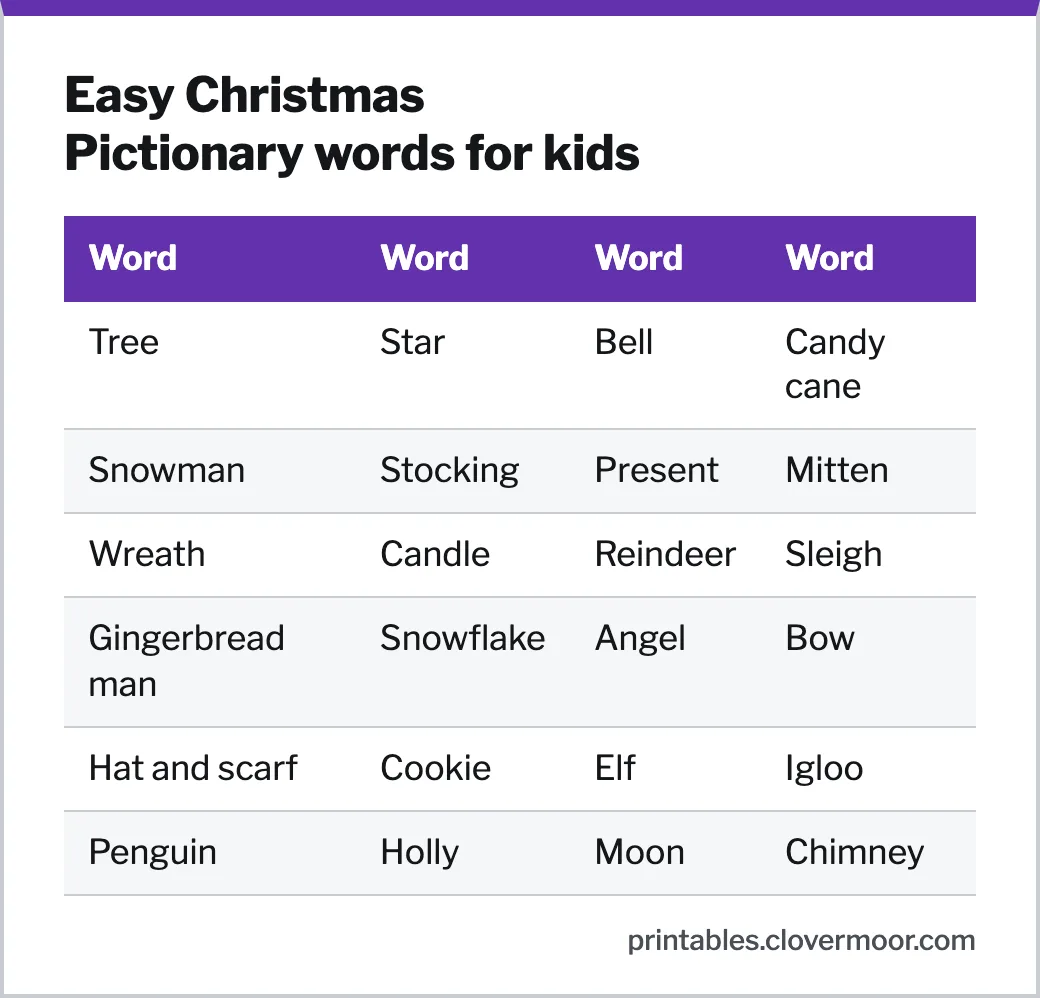 Easy Christmas
Pictionary words for kids
Word Word Word Word
Tree Star Bell Candy
cane
Snowman Stocking Present Mitten
Wreath Candle Reindeer Sleigh
Gingerbread Snowflake Angel Bow
man
Hat and scarf Cookie Elf Igloo
Penguin Holly Moon Chimney
printables.clovermoor.com